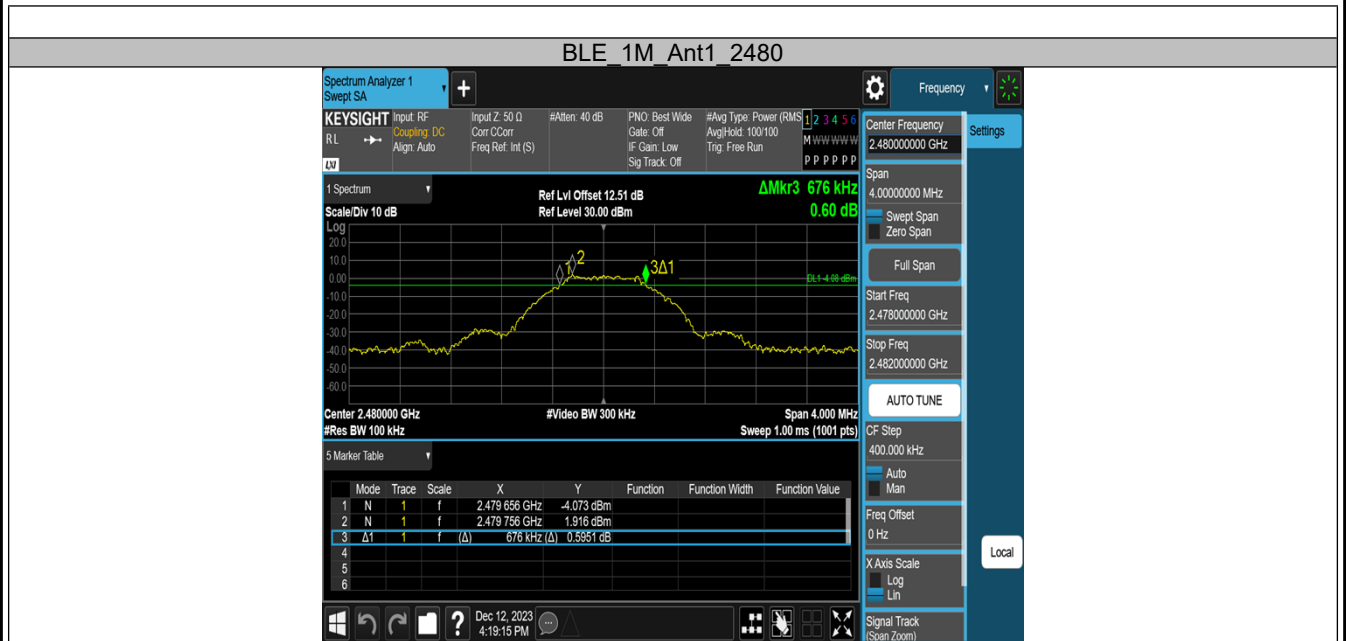 BLE_1M_Ant1_2480
Spectrum Analyzer 1
Swept SA
+
Frequency
KEYSIGHT
RL
LXI
Input: RF
Coupling: DC
Align: Auto
Input Z: 50 Ω
Corr CCorr
Freq Ref: Int (S)
#Atten: 40 dB
PNO: Best Wide
Gate: Off
IF Gain: Low
Sig Track: Off
#Avg Type: Power (RMS
Avg|Hold: 100/100
Trig: Free Run
1 2 3 4 5 6
M W W W W W
P P P P P P
1 Spectrum
Scale/Div 10 dB
Ref Lvl Offset 12.51 dB
Ref Level 30.00 dBm
ΔMkr3 676 kHz
0.60 dB
Log
20.0
10.0
0.00
-10.0
-20.0
-30.0
-40.0
-50.0
-60.0
1
2
3Δ1
DL1 -4.08 dBm
Center 2.480000 GHz
#Video BW 300 kHz
Span 4.000 MHz
#Res BW 100 kHz
Sweep 1.00 ms (1001 pts)
5 Marker Table
Mode Trace Scale X Y Function Function Width Function Value
1 N 1 f 2.479 656 GHz -4.073 dBm
2 N 1 f 2.479 756 GHz 1.916 dBm
3 Δ1 1 f (Δ) 676 kHz (Δ) 0.5951 dB
4
5
6
?
Dec 12, 2023
4:19:15 PM
Center Frequency
2.480000000 GHz
Settings
Span
4.00000000 MHz
Swept Span
Zero Span
Full Span
Start Freq
2.478000000 GHz
Stop Freq
2.482000000 GHz
AUTO TUNE
CF Step
400.000 kHz
Auto
Man
Freq Offset
0 Hz
Local
X Axis Scale
Log
Lin
Signal Track
(Span Zoom)